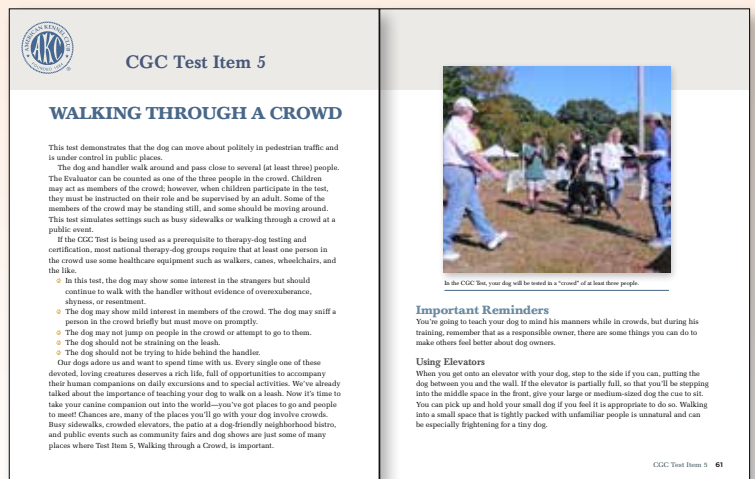 AMERICAN KENNEL CLUB
AKC
FOUNDED 1884
CGC Test Item 5
WALKING THROUGH A CROWD
This test demonstrates that the dog can move about politely in pedestrian traffic and
is under control in public places.
The dog and handler walk around and pass close to several (at least three) people.
The Evaluator can be counted as one of the three people in the crowd. Children
may act as members of the crowd; however, when children participate in the test,
they must be instructed on their role and be supervised by an adult. Some of the
members of the crowd may be standing still, and some should be moving around.
This test simulates settings such as busy sidewalks or walking through a crowd at a
public event.
If the CGC Test is being used as a prerequisite to therapy-dog testing and
certification, most national therapy-dog groups require that at least one person in
the crowd use some healthcare equipment such as walkers, canes, wheelchairs, and
the like.
In this test, the dog may show some interest in the strangers but should
continue to walk with the handler without evidence of overexuberance,
shyness, or resentment.
The dog may show mild interest in members of the crowd. The dog may sniff a
person in the crowd briefly but must move on promptly.
The dog may not jump on people in the crowd or attempt to go to them.
The dog should not be straining on the leash.
The dog should not be trying to hide behind the handler.
Our dogs adore us and want to spend time with us. Every single one of these
devoted, loving creatures deserves a rich life, full of opportunities to accompany
their human companions on daily excursions and to special activities. We've already
talked about the importance of teaching your dog to walk on a leash. Now it's time to
take your canine companion out into the world—you've got places to go and people
to meet! Chances are, many of the places you'll go with your dog involve crowds.
Busy sidewalks, crowded elevators, the patio at a dog-friendly neighborhood bistro,
and public events such as community fairs and dog shows are just some of many
places where Test Item 5, Walking through a Crowd, is important.
In the CGC Test, your dog will be tested in a "crowd" of at least three people.
Important Reminders
You're going to teach your dog to mind his manners while in crowds, but during his
training, remember that as a responsible owner, there are some things you can do to
make others feel better about dog owners.
Using Elevators
When you get onto an elevator with your dog, step to the side if you can, putting the
dog between you and the wall. If the elevator is partially full, so that you'll be stepping
into the middle space in the front, give your large or medium-sized dog the cue to sit.
You can pick up and hold your small dog if you feel it is appropriate to do so. Walking
into a small space that is tightly packed with unfamiliar people is unnatural and can
be especially frightening for a tiny dog.
CGC Test Item 5 61